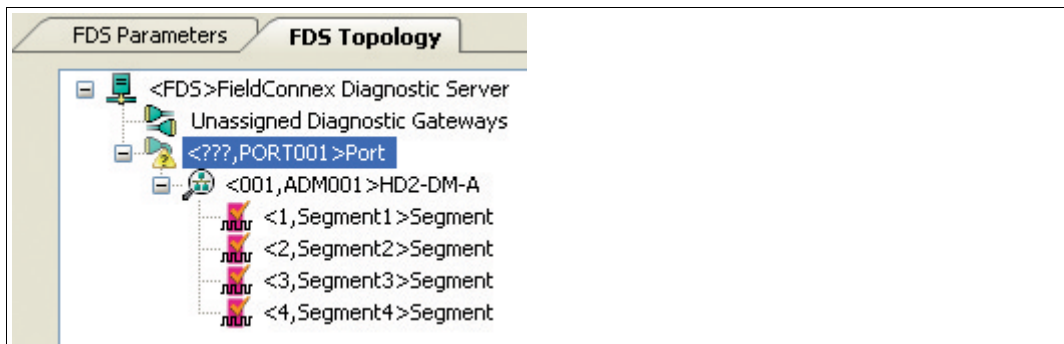 FDS Parameters FDS Topology
<FDS>FieldConnex Diagnostic Server
Unassigned Diagnostic Gateways
<???,PORT001>Port
<001,ADM001>HD2-DM-A
<1,Segment1>Segment
<2,Segment2>Segment
<3,Segment3>Segment
<4,Segment4>Segment